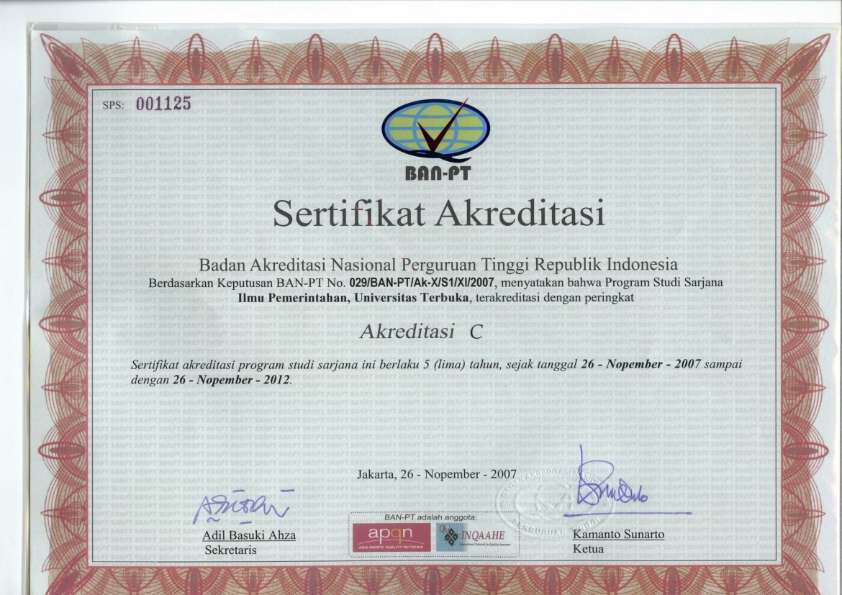 SPS: 001125
BAN-PT
Sertifikat Akreditasi
Badan Akreditasi Nasional Perguruan Tinggi Republik Indonesia
Berdasarkan Keputusan BAN-PT No. 029/BAN-PT/Ak-X/S1/XI/2007, menyatakan bahwa Program Studi Sarjana
Ilmu Pemerintahan, Universitas Terbuka, terakreditasi dengan peringkat
Akreditasi C
Sertifikat akreditasi program studi sarjana ini berlaku 5 (lima) tahun, sejak tanggal 26 - Nopember - 2007 sampai
dengan 26 - Nopember - 2012.
Jakarta, 26 - Nopember - 2007
BAN-PT adalah anggota
apqn
INQAAHE
Adil Basuki Ahza
Sekretaris
Kamanto Sunarto
Ketua